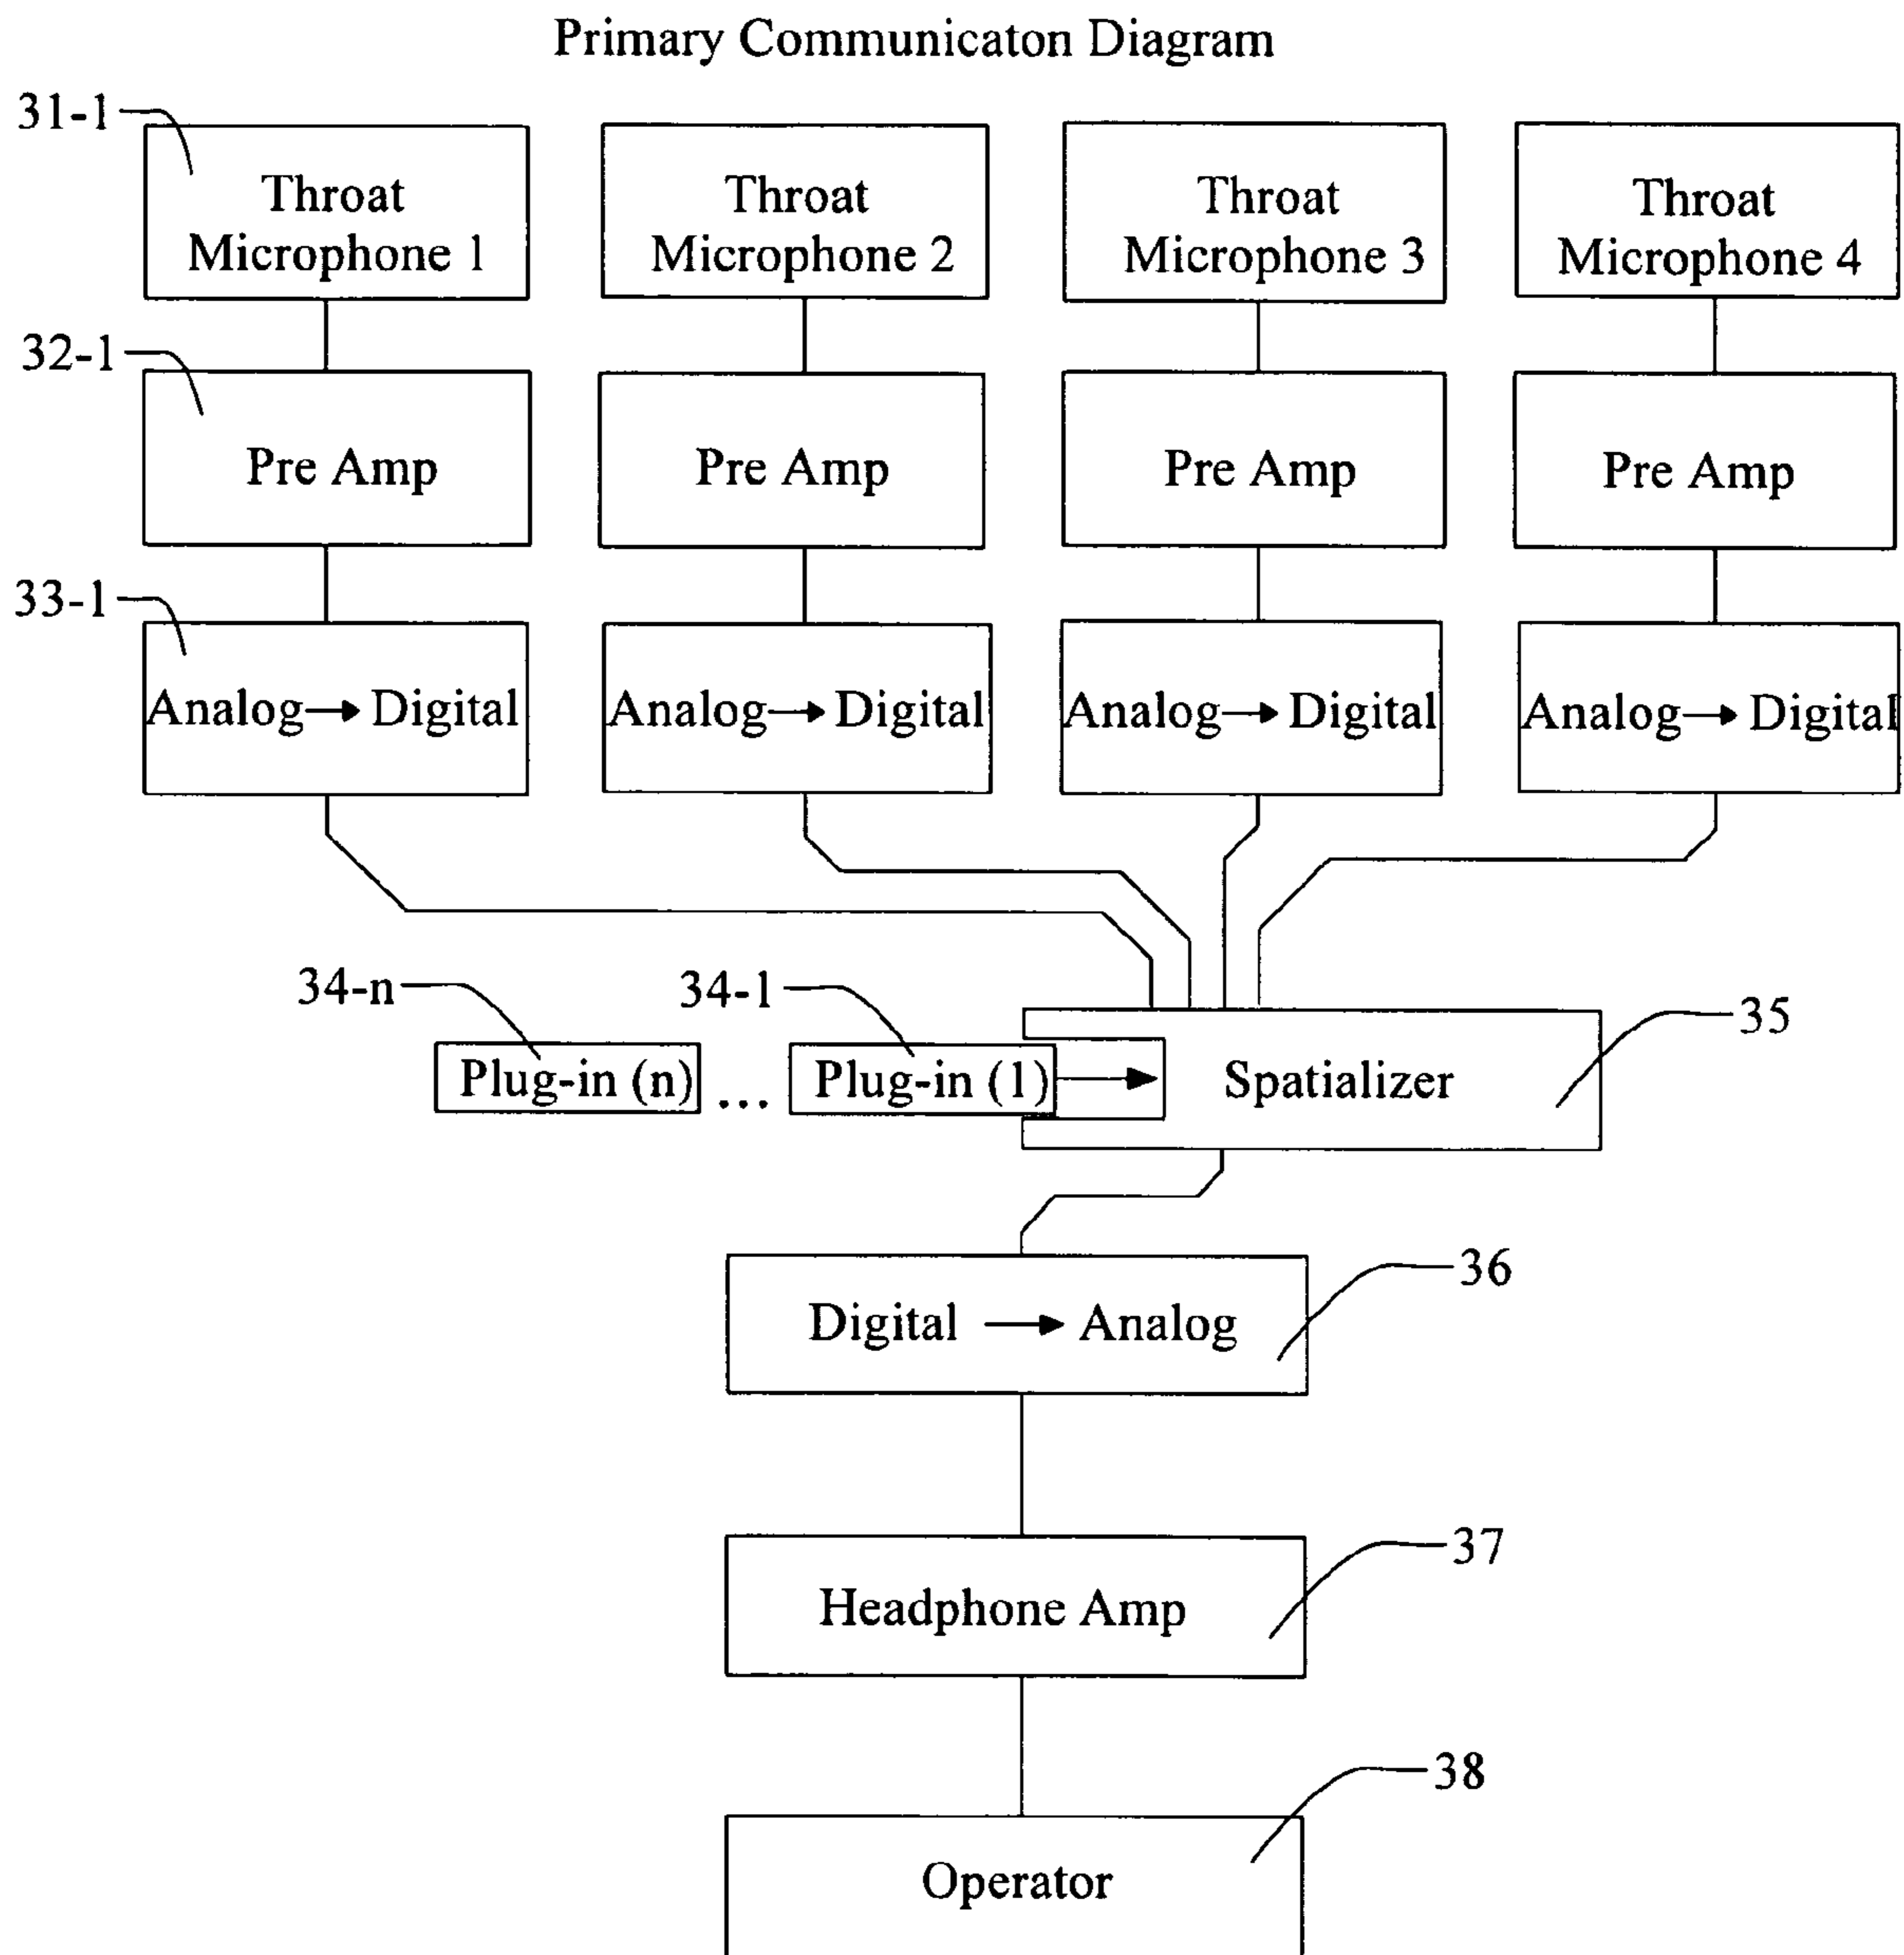 Primary Communicaton Diagram
31-1
Throat
Microphone 1
Throat
Microphone 2
Throat
Microphone 3
Throat
Microphone 4
32-1
Pre Amp
Pre Amp
Pre Amp
Pre Amp
33-1
Analog → Digital
Analog → Digital
Analog → Digital
Analog → Digital
34-n
34-1
35
Plug-in (n)
...
Plug-in (1)
Spatializer
36
Digital → Analog
37
Headphone Amp
38
Operator